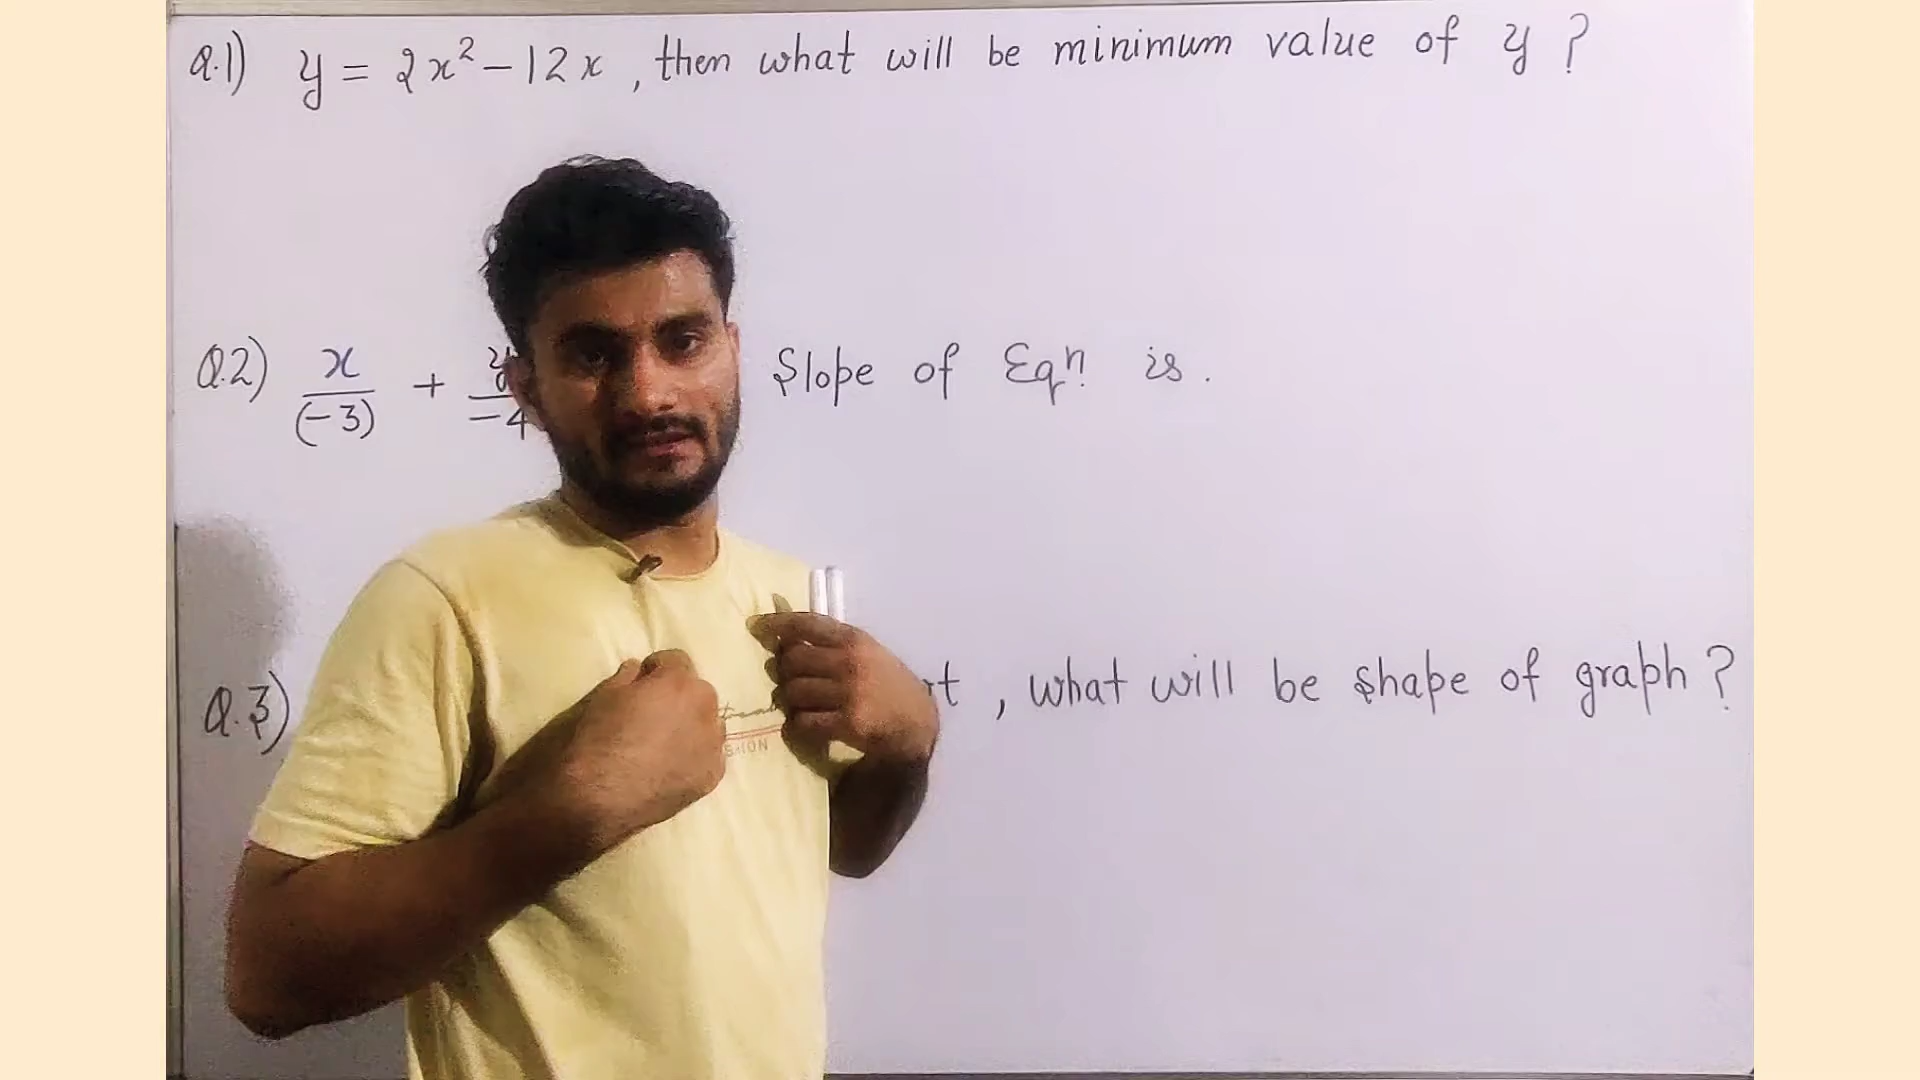 Q.1) y = 2x² – 12x , then what will be minimum value of y ?
Q.2) x/(-3) + y/-4 Slope of Eqⁿ is .
Q.3) , what will be shape of graph ?